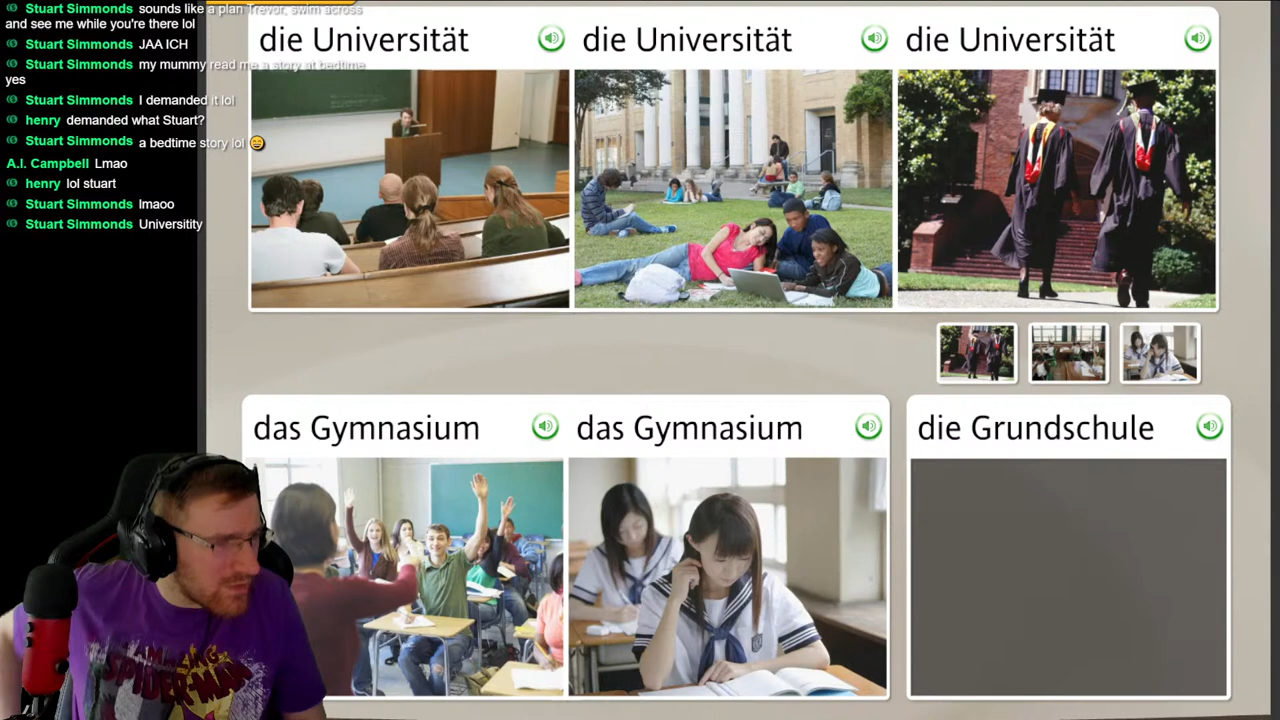 Stuart Simmonds sounds like a plan Trevor, swim across
and see me while you're there lol
Stuart Simmonds JAA ICH
Stuart Simmonds my mummy read me a story at bedtime
yes
Stuart Simmonds I demanded it lol
henry demanded what Stuart?
Stuart Simmonds a bedtime story lol 😄
A.I. Campbell Lmao
henry lol stuart
Stuart Simmonds lmaoo
Stuart Simmonds Universitity
die Universität
die Universität
die Universität
das Gymnasium
das Gymnasium
die Grundschule
AMAZING
SPIDER-MAN